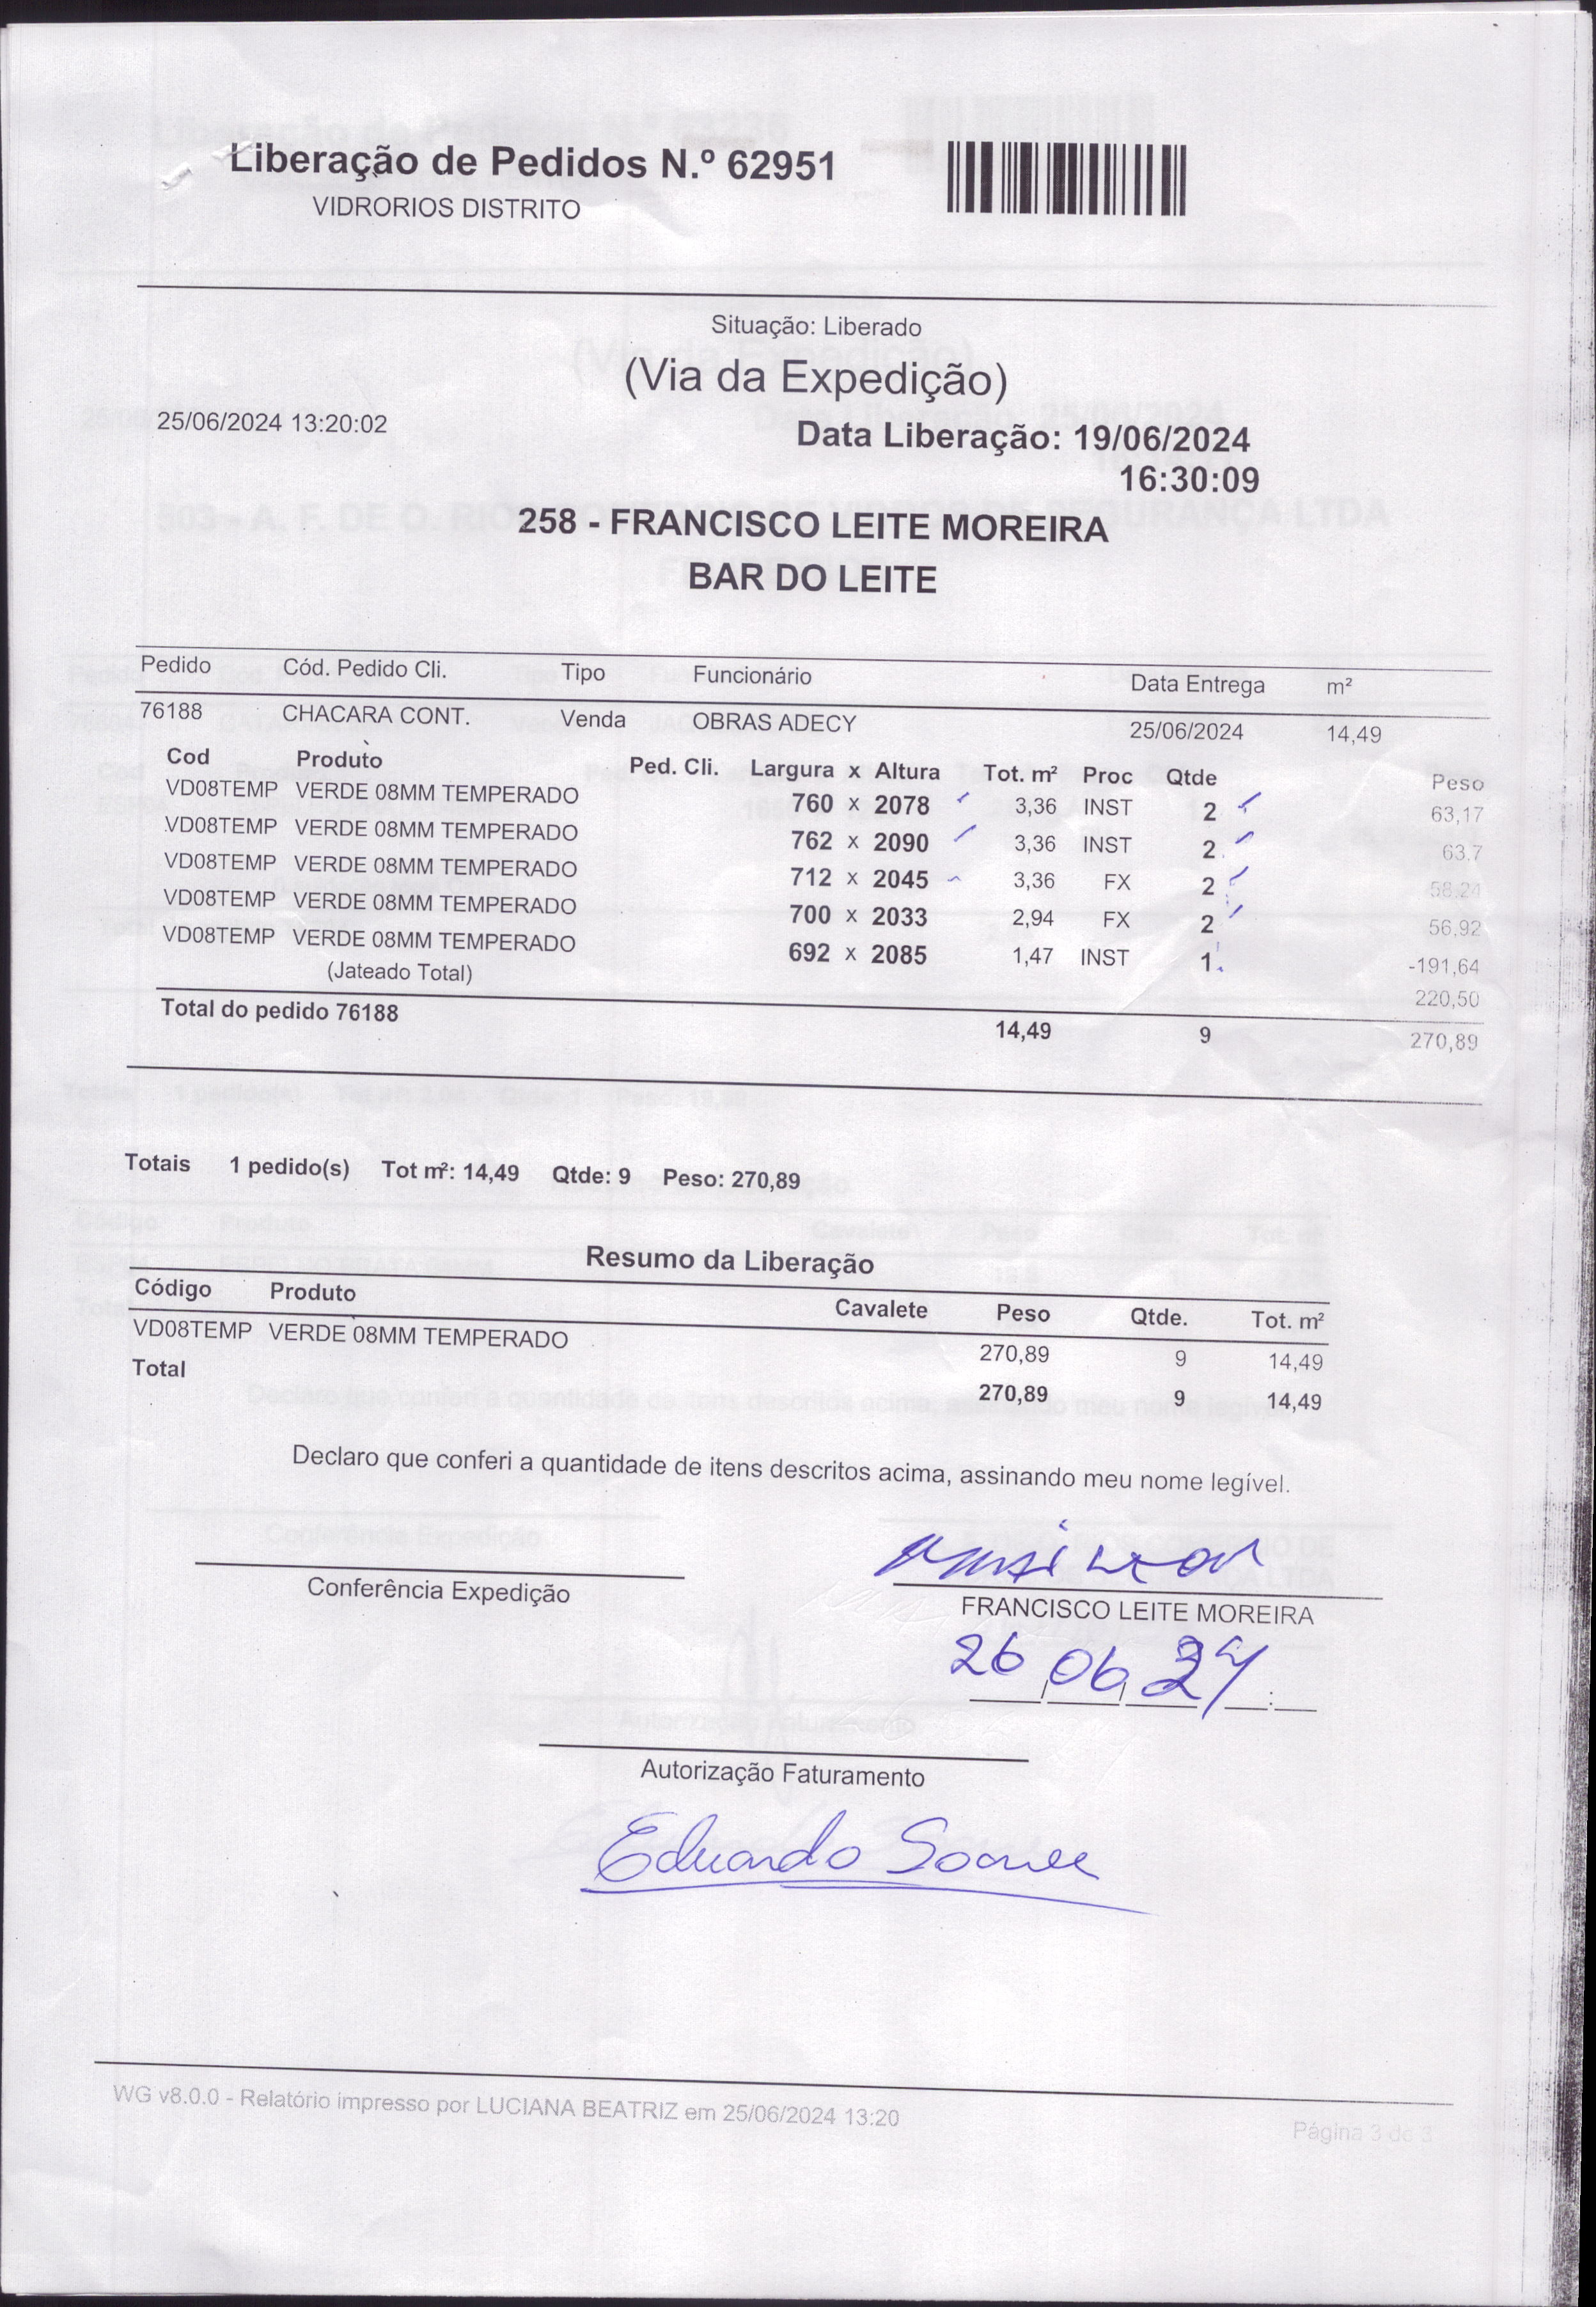 Liberação de Pedidos N.º 62951
VIDRORIOS DISTRITO
Situação: Liberado
(Via da Expedição)
25/06/2024 13:20:02
Data Liberação: 19/06/2024
16:30:09
258 - FRANCISCO LEITE MOREIRA
BAR DO LEITE
Pedido Cód. Pedido Cli. Tipo Funcionário Data Entrega m²
76188 CHACARA CONT. Venda OBRAS ADECY 25/06/2024 14,49
Cod Produto Ped. Cli. Largura x Altura Tot. m² Proc Qtde Peso
VD08TEMP VERDE 08MM TEMPERADO 760 x 2078 3,36 INST 2 63,17
VD08TEMP VERDE 08MM TEMPERADO 762 x 2090 3,36 INST 2 63,7
VD08TEMP VERDE 08MM TEMPERADO 712 x 2045 3,36 FX 2 58,24
VD08TEMP VERDE 08MM TEMPERADO 700 x 2033 2,94 FX 2 56,92
VD08TEMP VERDE 08MM TEMPERADO 692 x 2085 1,47 INST 1 -191,64
(Jateado Total) 220,50
Total do pedido 76188 14,49 9 270,89
Totais 1 pedido(s) Tot m²: 14,49 Qtde: 9 Peso: 270,89
Resumo da Liberação
Código Produto Cavalete Peso Qtde. Tot. m²
VD08TEMP VERDE 08MM TEMPERADO 270,89 9 14,49
Total 270,89 9 14,49
Declaro que conferi a quantidade de itens descritos acima, assinando meu nome legível.
Conferência Expedição
FRANCISCO LEITE MOREIRA
26/06/24 :
Autorização Faturamento
Eduardo Soares
WG v8.0.0 - Relatório impresso por LUCIANA BEATRIZ em 25/06/2024 13:20
Página 3 de 3